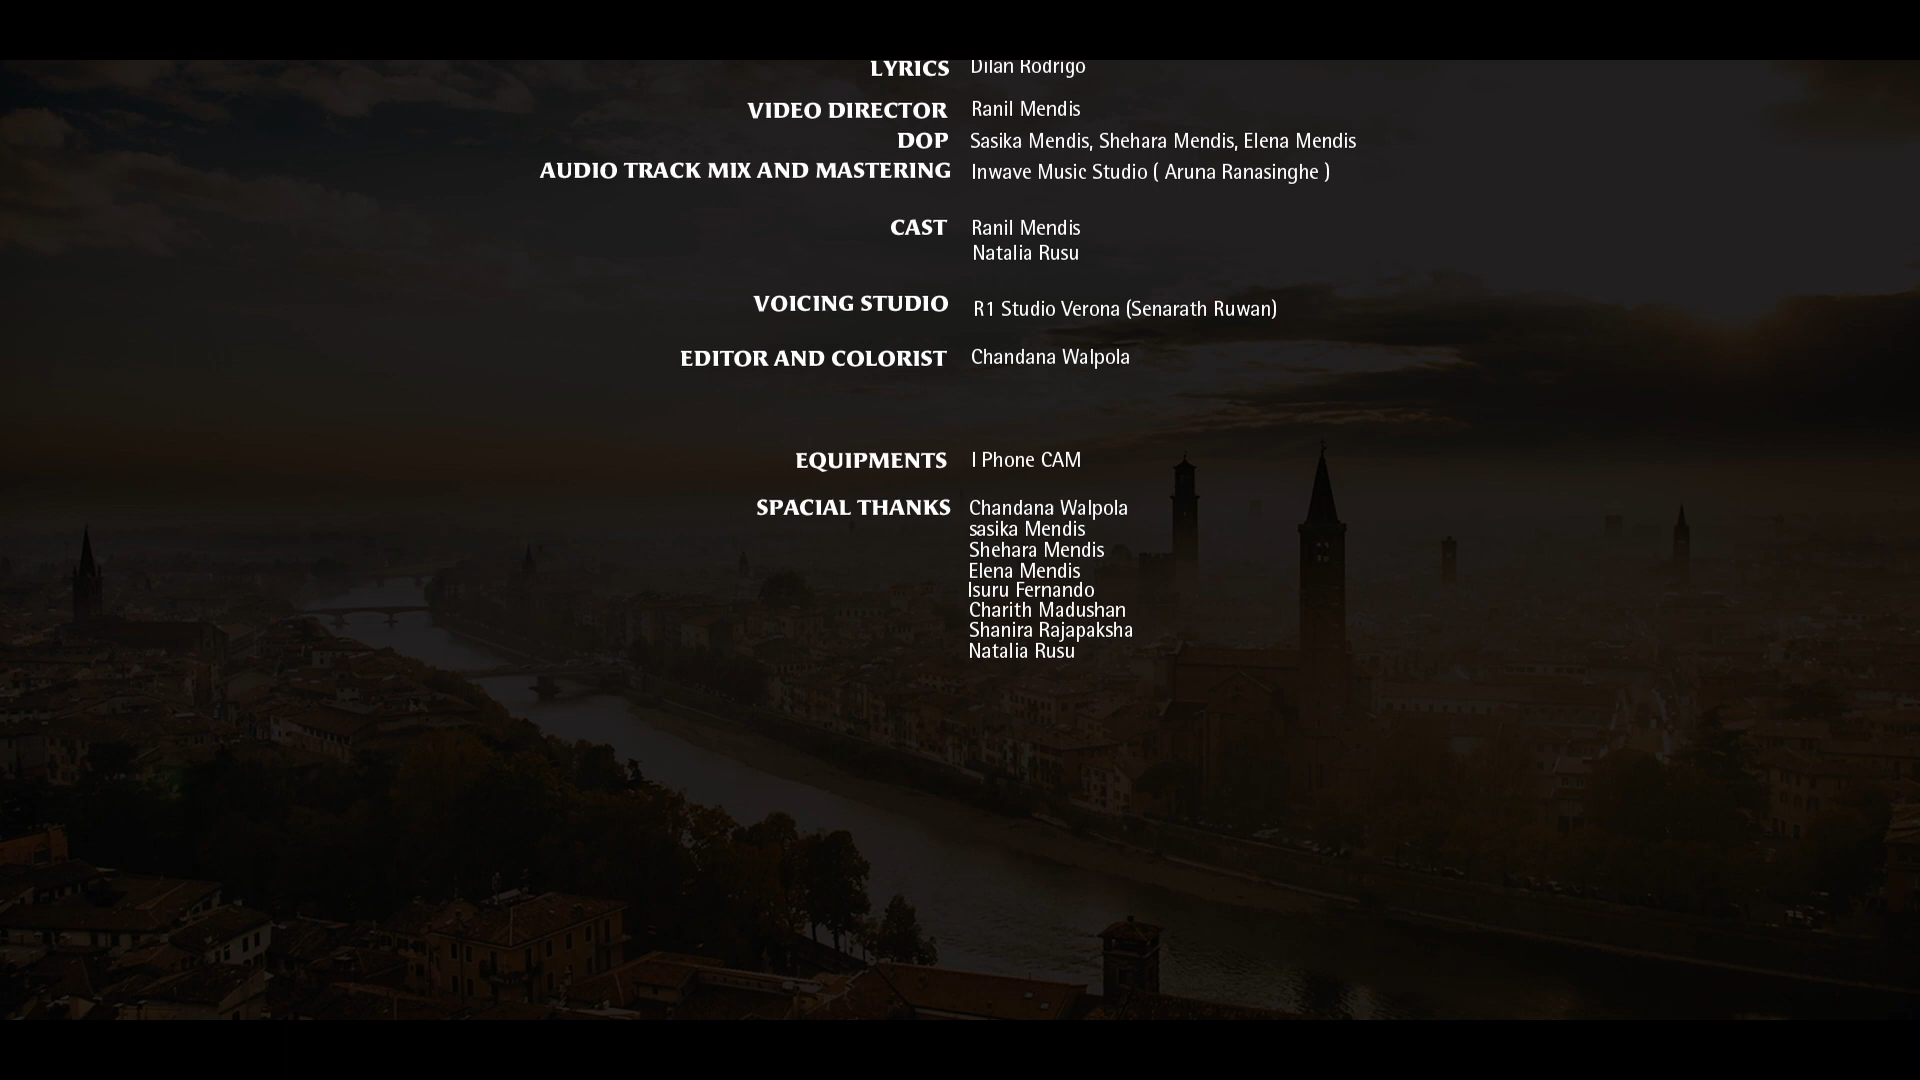 LYRICS Dilan Rodrigo
VIDEO DIRECTOR Ranil Mendis
DOP Sasika Mendis, Shehara Mendis, Elena Mendis
AUDIO TRACK MIX AND MASTERING Inwave Music Studio ( Aruna Ranasinghe )
CAST Ranil Mendis
Natalia Rusu
VOICING STUDIO R1 Studio Verona (Senarath Ruwan)
EDITOR AND COLORIST Chandana Walpola
EQUIPMENTS I Phone CAM
SPACIAL THANKS Chandana Walpola
sasika Mendis
Shehara Mendis
Elena Mendis
Isuru Fernando
Charith Madushan
Shanira Rajapaksha
Natalia Rusu